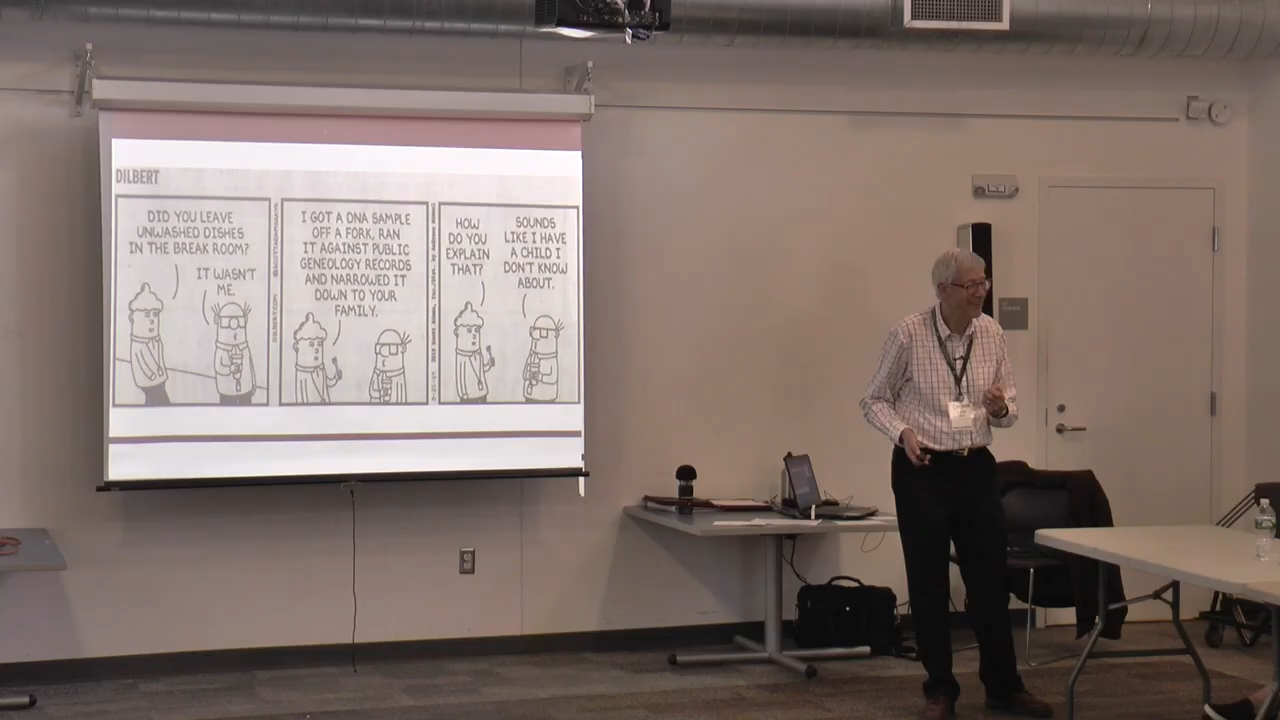 DILBERT
DID YOU LEAVE
UNWASHED DISHES
IN THE BREAK ROOM?
IT WASN'T
ME.
I GOT A DNA SAMPLE
OFF A FORK, RAN
IT AGAINST PUBLIC
GENEOLOGY RECORDS
AND NARROWED IT
DOWN TO YOUR
FAMILY.
HOW
DO YOU
EXPLAIN
THAT?
SOUNDS
LIKE I HAVE
A CHILD I
DON'T KNOW
ABOUT.
DILBERT.COM